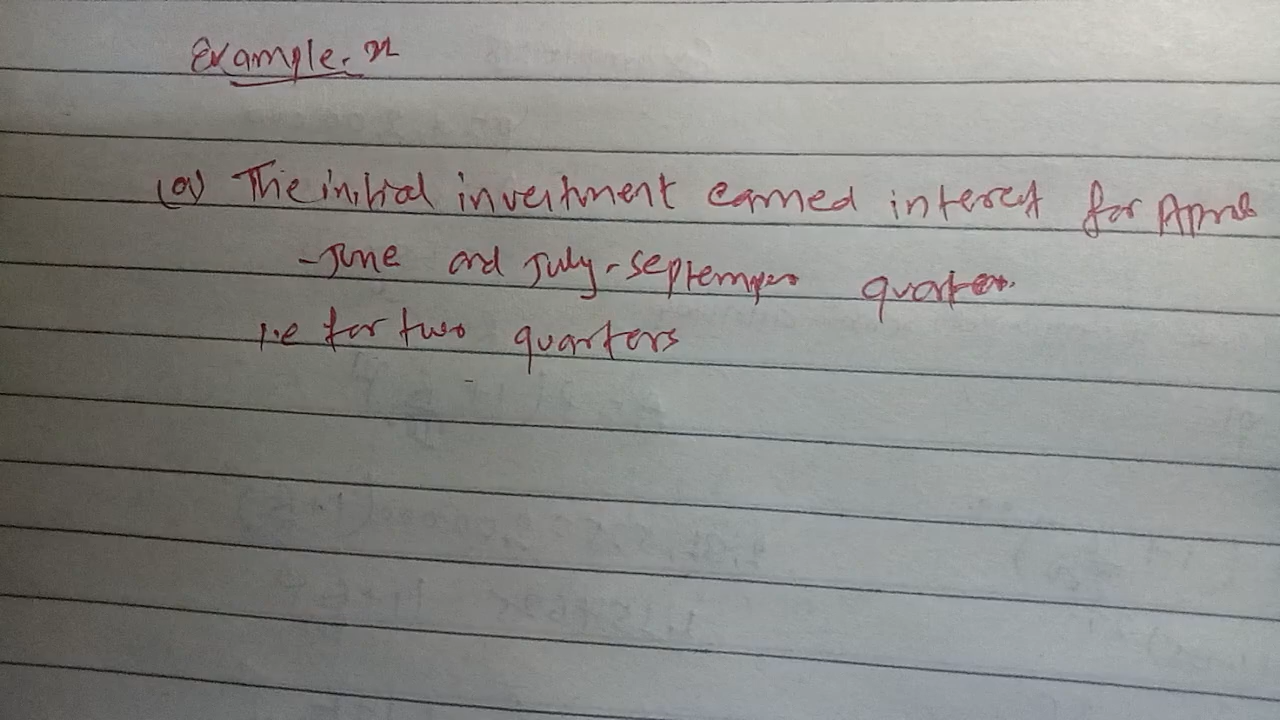 Example.
(a) The initial investment earned interest for April
-June and July-September quarter.
i.e for two quarters